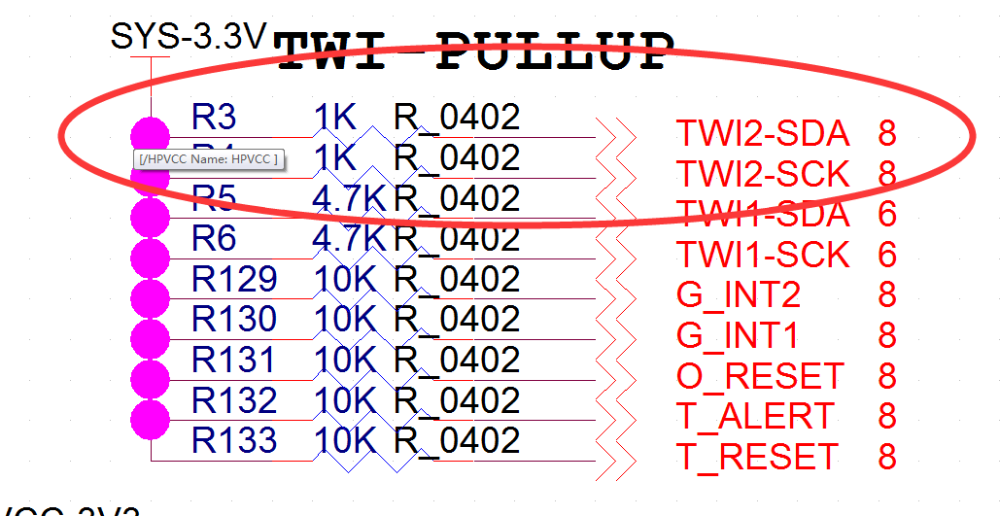 SYS-3.3V
TWI-PULLUP
R3 1K R_0402 TWI2-SDA 8
[/HPVCC Name: HPVCC ]
1K R_0402 TWI2-SCK 8
R5 4.7K R_0402 TWI1-SDA 6
R6 4.7K R_0402 TWI1-SCK 6
R129 10K R_0402 G_INT2 8
R130 10K R_0402 G_INT1 8
R131 10K R_0402 O_RESET 8
R132 10K R_0402 T_ALERT 8
R133 10K R_0402 T_RESET 8